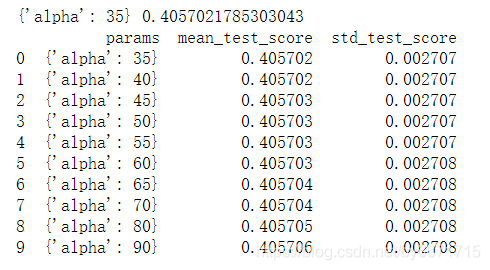 {'alpha': 35} 0.4057021785303043
params mean_test_score std_test_score
0 {'alpha': 35} 0.405702 0.002707
1 {'alpha': 40} 0.405702 0.002707
2 {'alpha': 45} 0.405703 0.002707
3 {'alpha': 50} 0.405703 0.002707
4 {'alpha': 55} 0.405703 0.002707
5 {'alpha': 60} 0.405703 0.002708
6 {'alpha': 65} 0.405704 0.002708
7 {'alpha': 70} 0.405704 0.002708
8 {'alpha': 80} 0.405705 0.002708
9 {'alpha': 90} 0.405706 0.002708